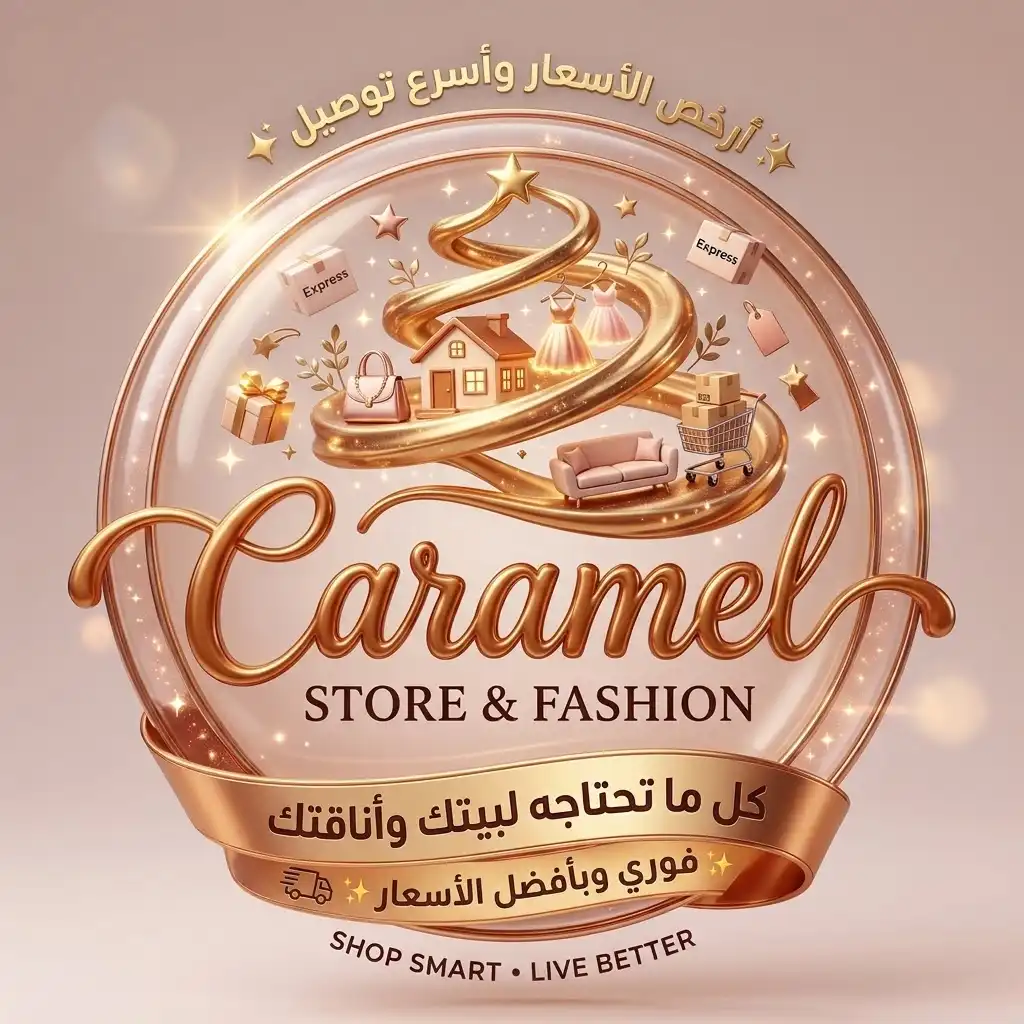 أرخص الأسعار وأسرع توصيل
Express
Express
Caramel
STORE & FASHION
كل ما تحتاجه لبيتك وأناقتك
فوري وبأفضل الأسعار
SHOP SMART • LIVE BETTER